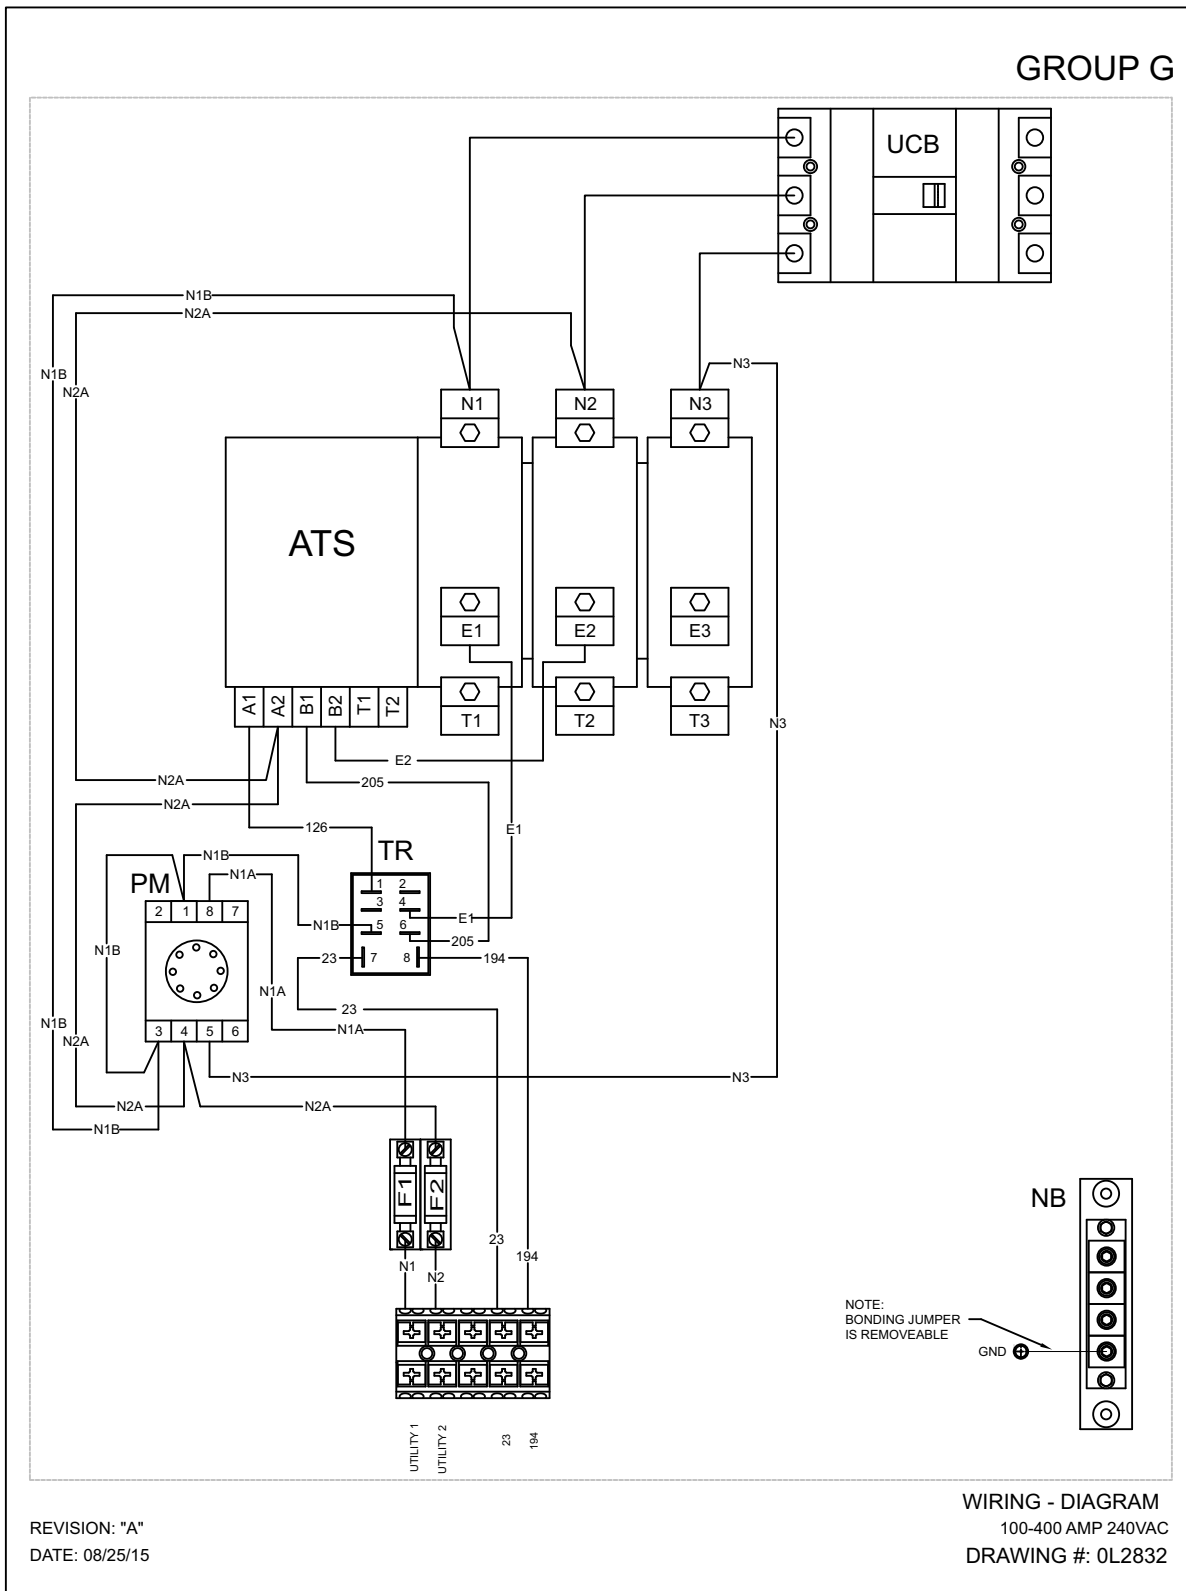 GROUP G
UCB
N1B
N2A
N1B
N2A
N3
N1 N2 N3
ATS
E1 E2 E3
A1 A2 B1 B2 T1 T2
T1 T2 T3
N3
E2
N2A
205
N2A
126
E1
TR
N1B
N1A
PM
1 2
3 4
5 6
7 8
2 1 8 7
E1
N1B
205
N1B
23
194
N1A
23
N1B
N1A
N2A
3 4 5 6
N3
N3
N2A
N2A
N1B
F1 F2
NB
23
194
N1
N2
NOTE:
BONDING JUMPER
IS REMOVEABLE
GND
UTILITY 1
UTILITY 2
23
194
WIRING - DIAGRAM
REVISION: "A"
100-400 AMP 240VAC
DATE: 08/25/15
DRAWING #: 0L2832